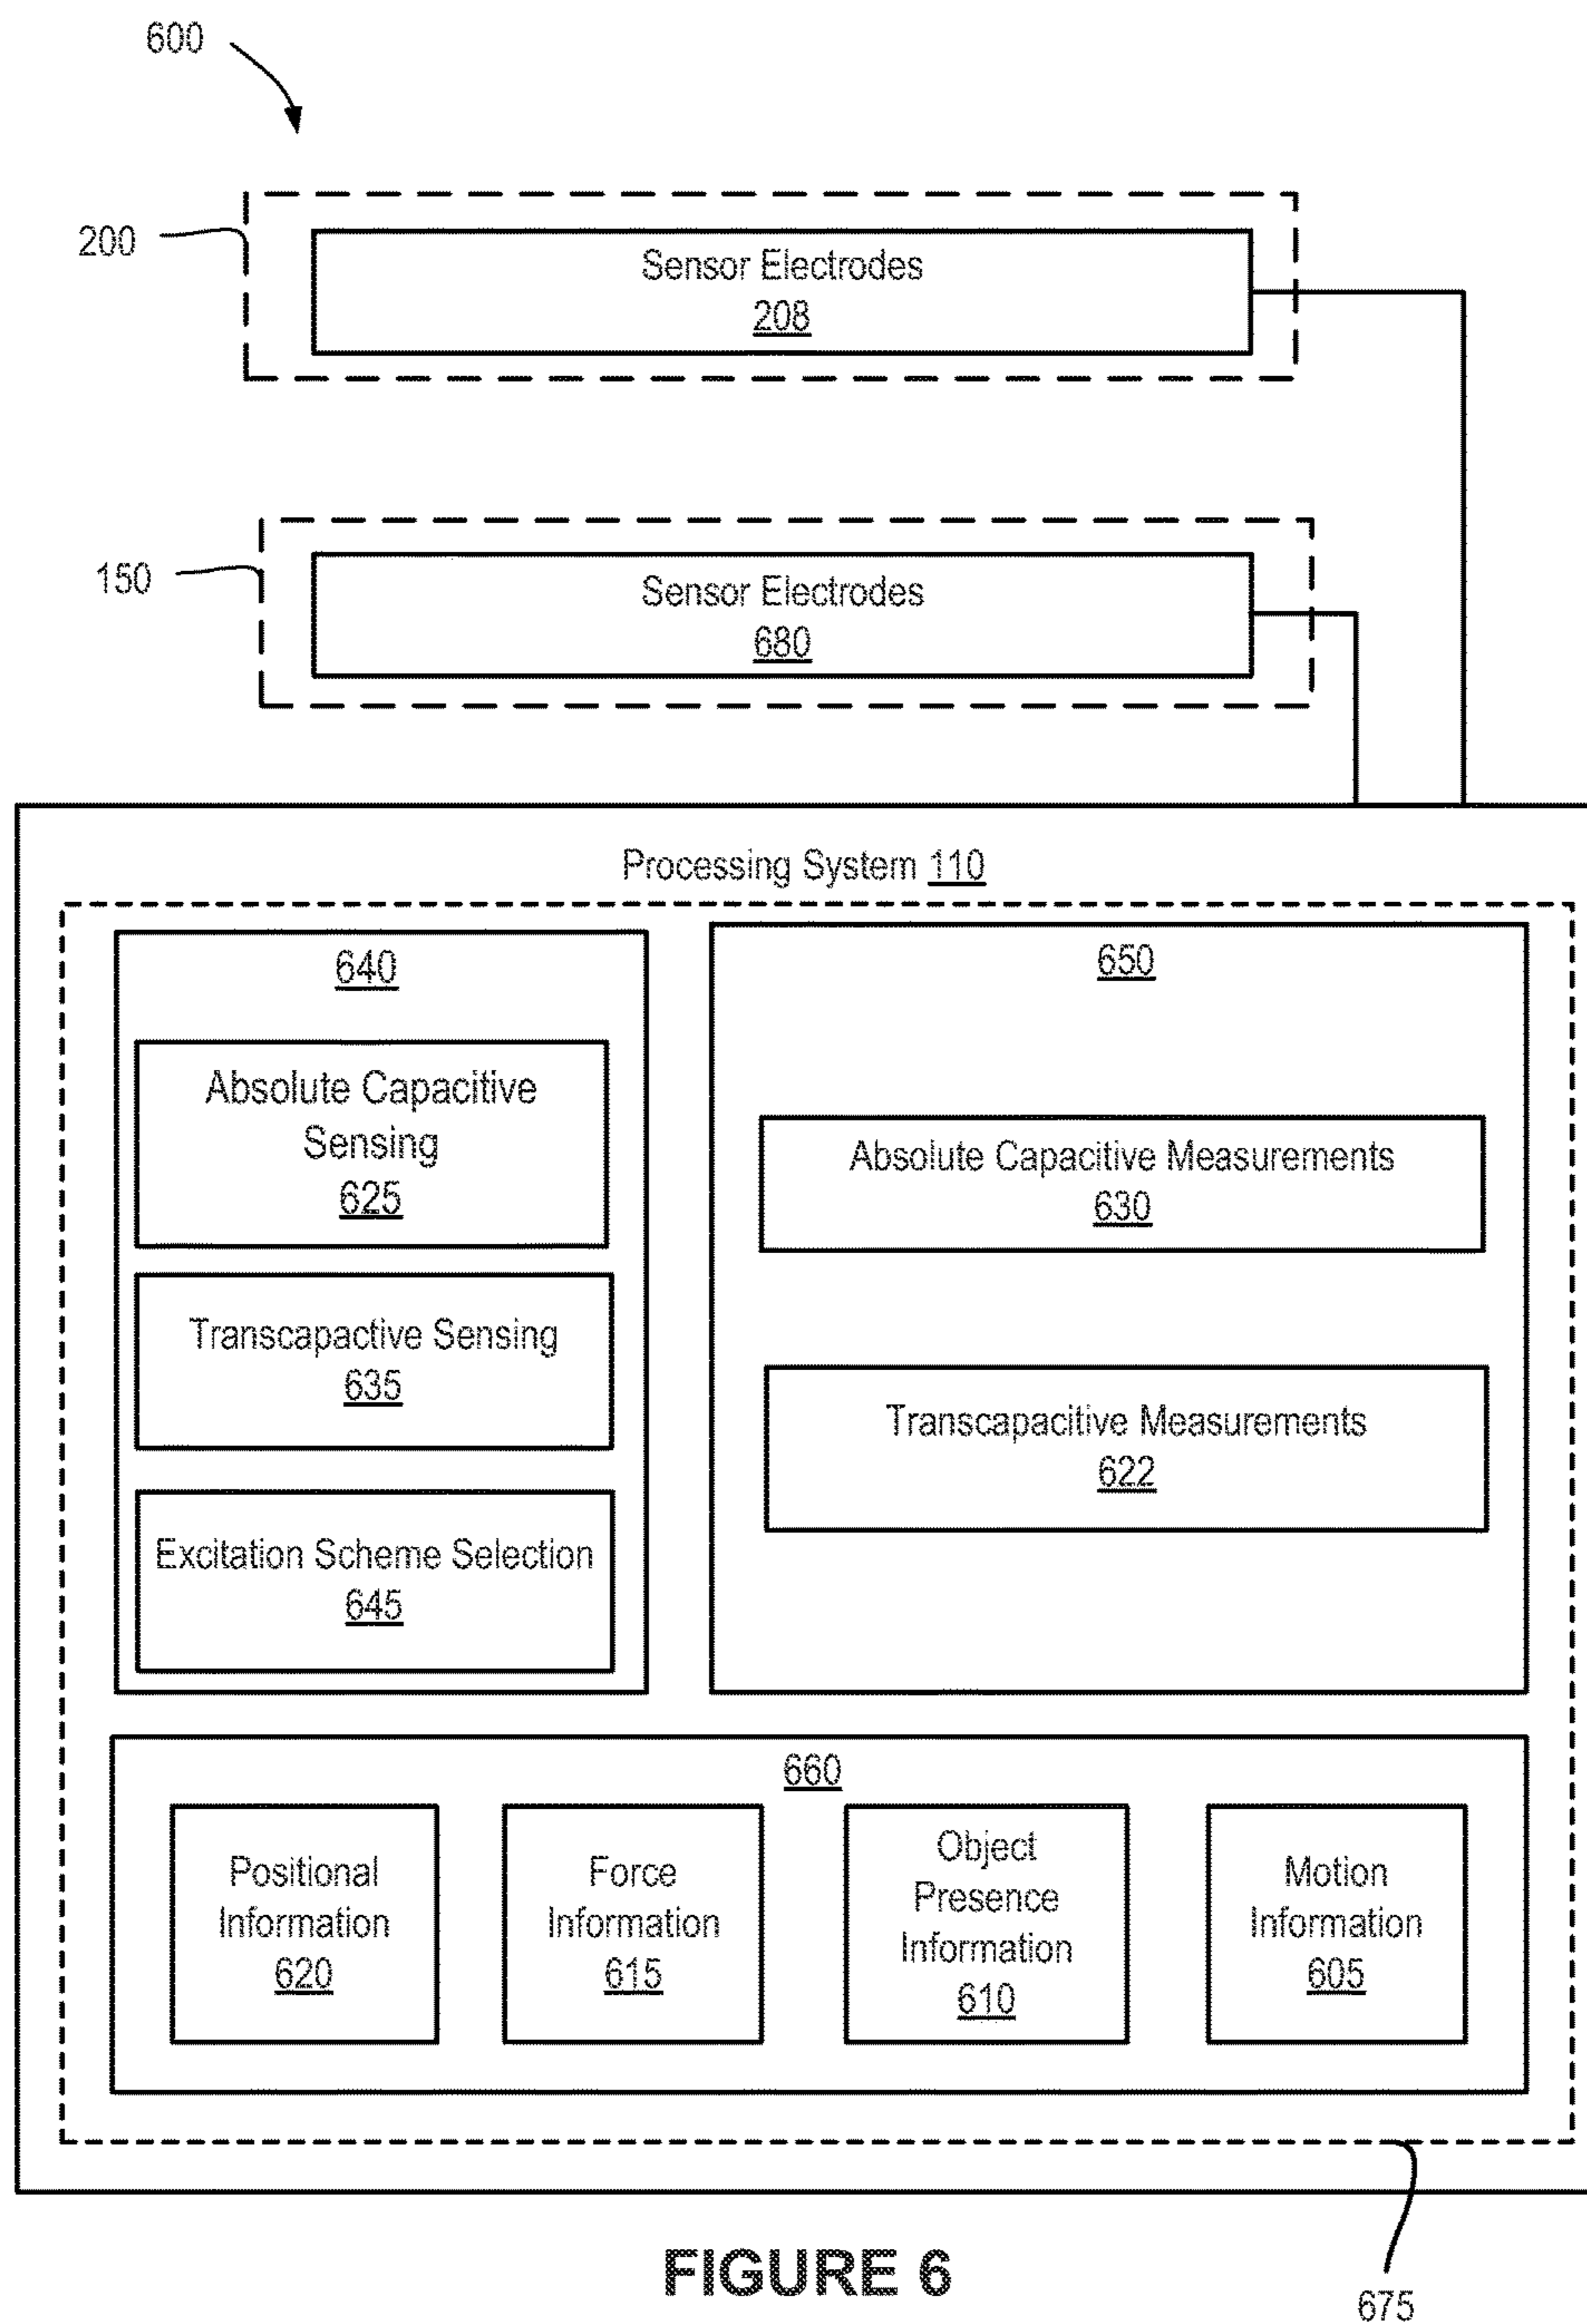 600
200
Sensor Electrodes
208
150
Sensor Electrodes
680
Processing System 110
640
Absolute Capacitive
Sensing
625
Transcapactive Sensing
635
Excitation Scheme Selection
645
650
Absolute Capacitive Measurements
630
Transcapacitive Measurements
622
660
Positional
Information
620
Force
Information
615
Object
Presence
Information
610
Motion
Information
605
FIGURE 6
675